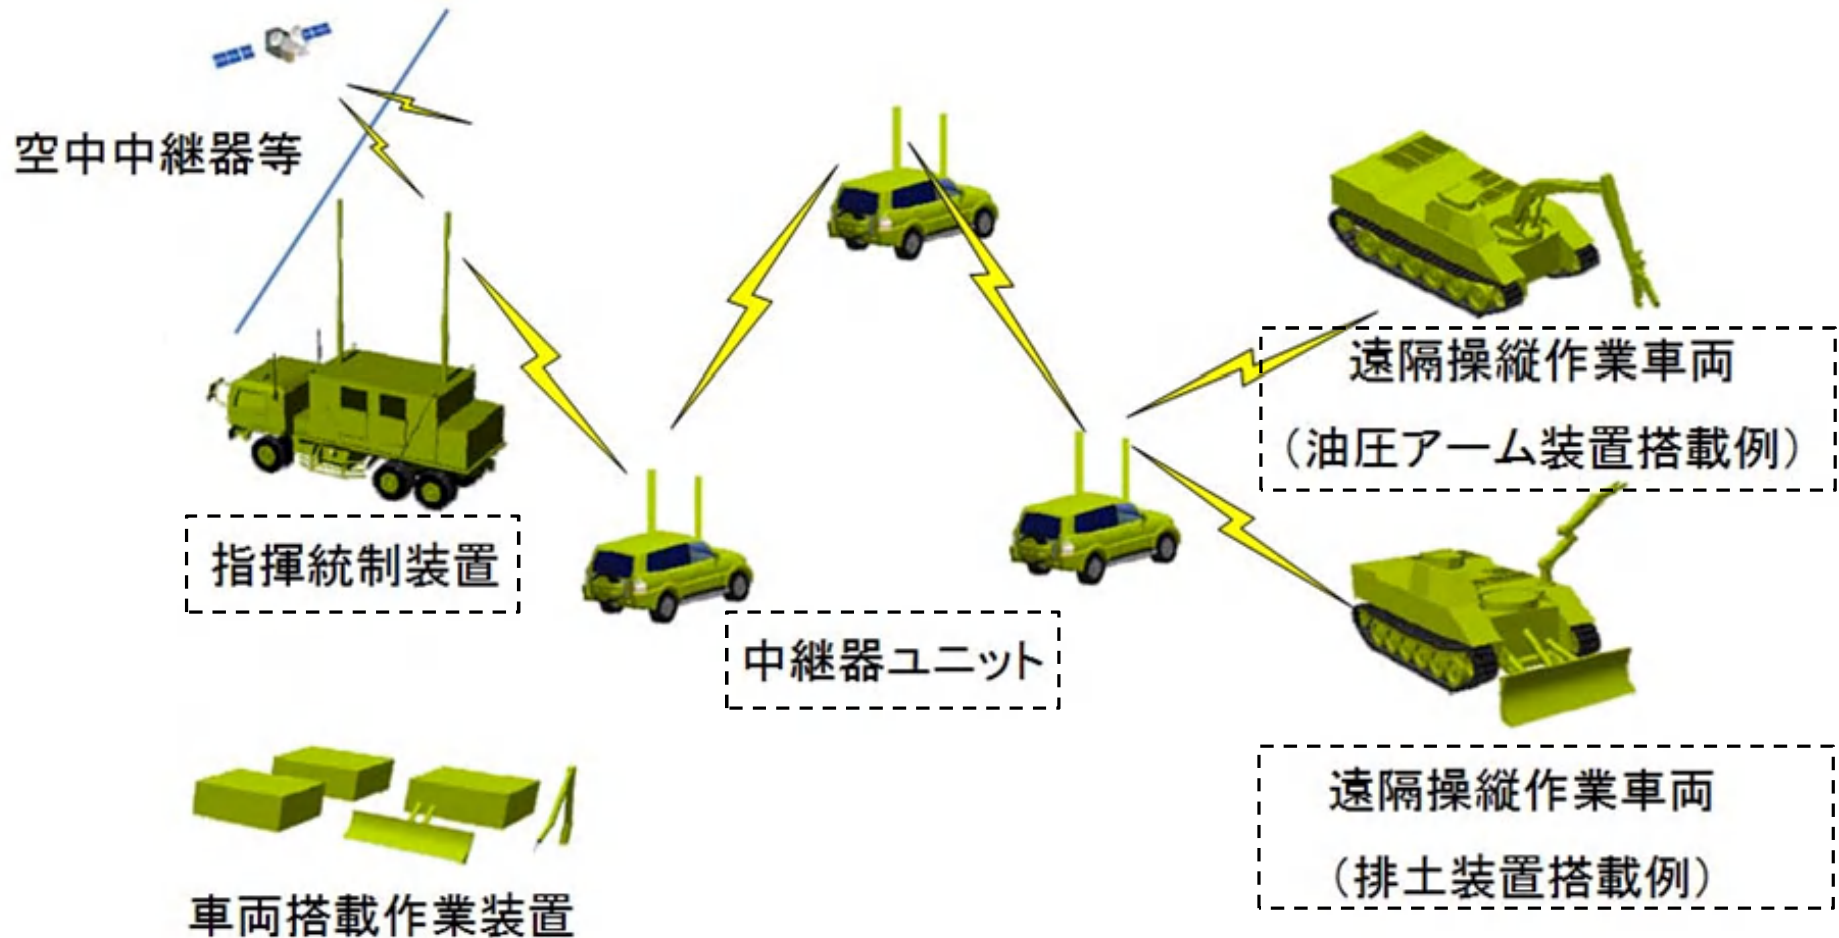 空中中継器等
遠隔操縦作業車両
（油圧アーム装置搭載例）
指揮統制装置
中継器ユニット
遠隔操縦作業車両
（排土装置搭載例）
車両搭載作業装置